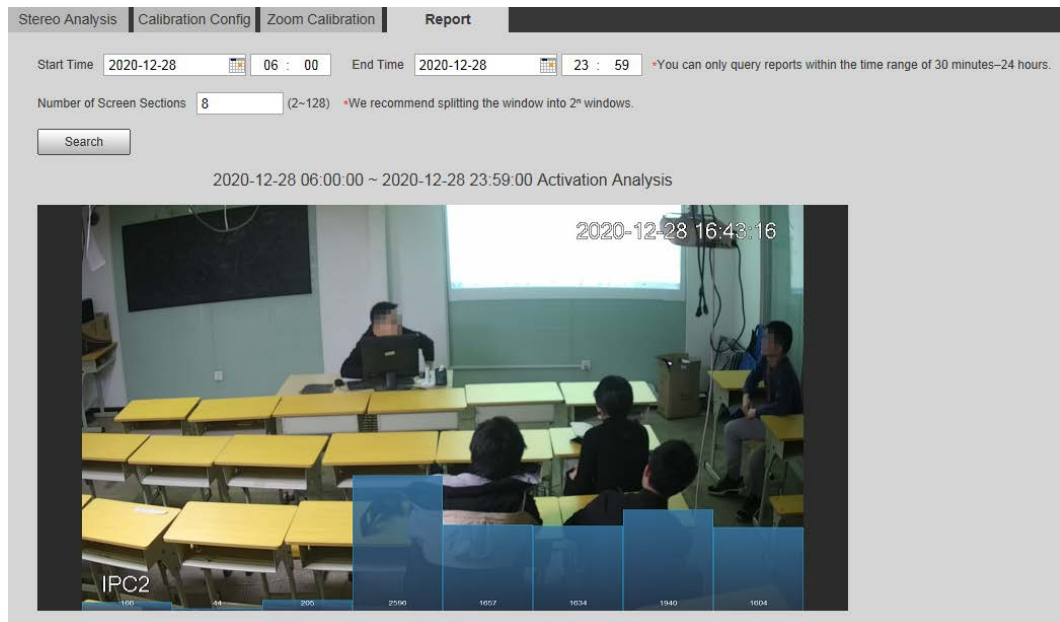 Stereo Analysis Calibration Config Zoom Calibration Report
Start Time 2020-12-28 06 : 00 End Time 2020-12-28 23 : 59 *You can only query reports within the time range of 30 minutes–24 hours.
Number of Screen Sections 8 (2~128) *We recommend splitting the window into 2ⁿ windows.
Search
2020-12-28 06:00:00 ~ 2020-12-28 23:59:00 Activation Analysis
2020-12-28 16:43:16
IPC2
44 205 2596 1657 1634 1940 1604